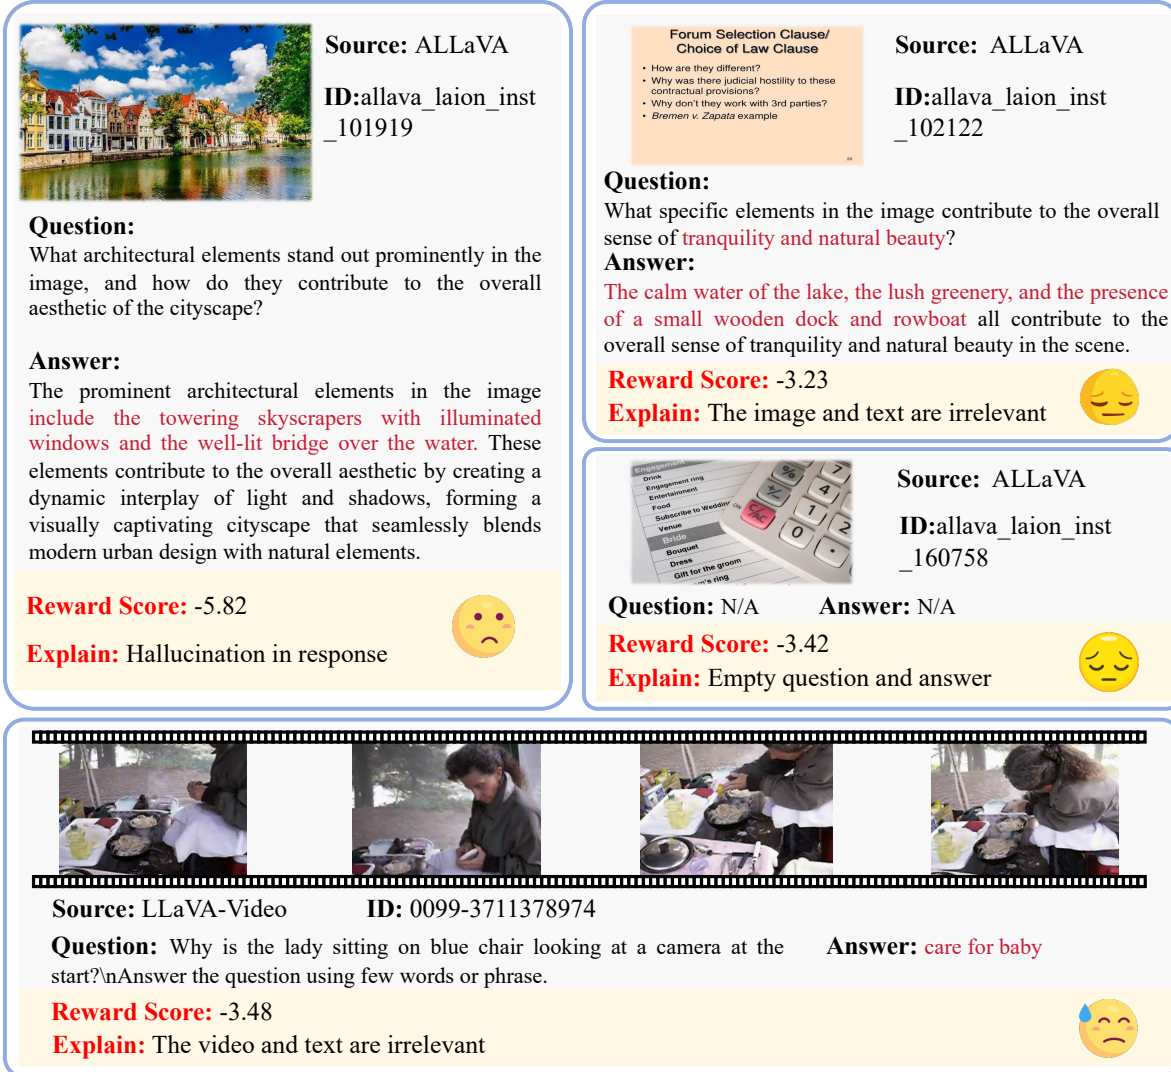 Source: ALLaVA
ID:allava_laion_inst
_101919
Question:
What architectural elements stand out prominently in the
image, and how do they contribute to the overall
aesthetic of the cityscape?
Answer:
The prominent architectural elements in the image
include the towering skyscrapers with illuminated
windows and the well-lit bridge over the water. These
elements contribute to the overall aesthetic by creating a
dynamic interplay of light and shadows, forming a
visually captivating cityscape that seamlessly blends
modern urban design with natural elements.
Reward Score: -5.82
Explain: Hallucination in response
Forum Selection Clause/
Choice of Law Clause
• How are they different?
• Why was there judicial hostility to these
contractual provisions?
• Why don't they work with 3rd parties?
• Bremen v. Zapata example
Source: ALLaVA
ID:allava_laion_inst
_102122
Question:
What specific elements in the image contribute to the overall
sense of tranquility and natural beauty?
Answer:
The calm water of the lake, the lush greenery, and the presence
of a small wooden dock and rowboat all contribute to the
overall sense of tranquility and natural beauty in the scene.
Reward Score: -3.23
Explain: The image and text are irrelevant
Engagement
Drink
Engagement ring
Entertainment
Food
Subscribe to Wedding
Venue
Bride
Bouquet
Dress
Gift for the groom
's ring
% 7
+/- 4
ON C/AC 1 2
0 •
Source: ALLaVA
ID:allava_laion_inst
_160758
Question: N/A Answer: N/A
Reward Score: -3.42
Explain: Empty question and answer
Source: LLaVA-Video ID: 0099-3711378974
Question: Why is the lady sitting on blue chair looking at a camera at the
start?\nAnswer the question using few words or phrase.
Answer: care for baby
Reward Score: -3.48
Explain: The video and text are irrelevant